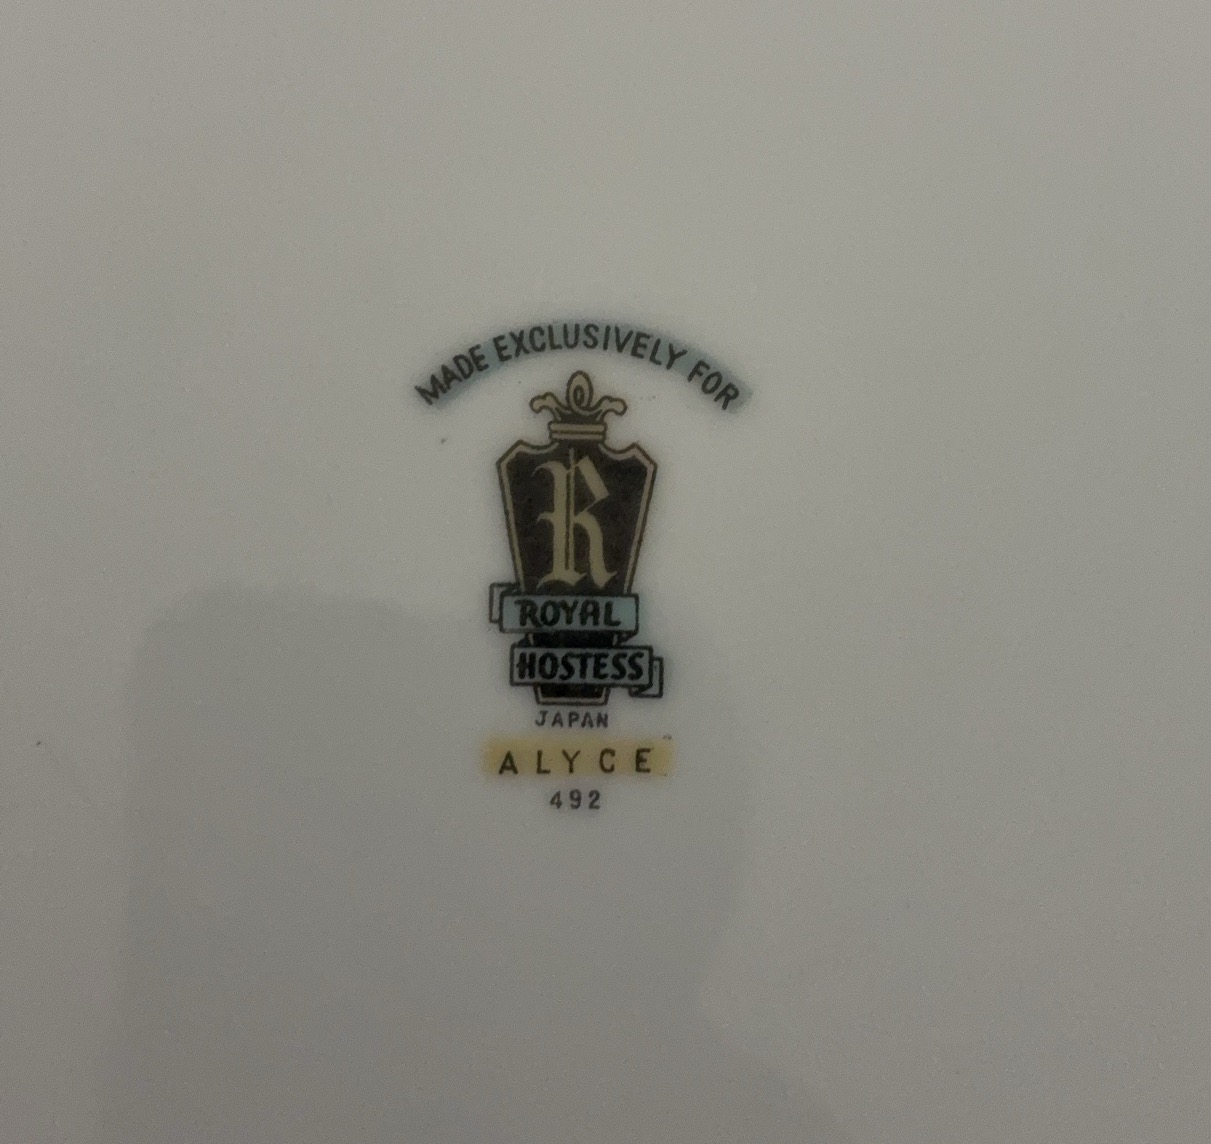 MADE EXCLUSIVELY FOR
R
ROYAL
HOSTESS
JAPAN
ALYCE
492